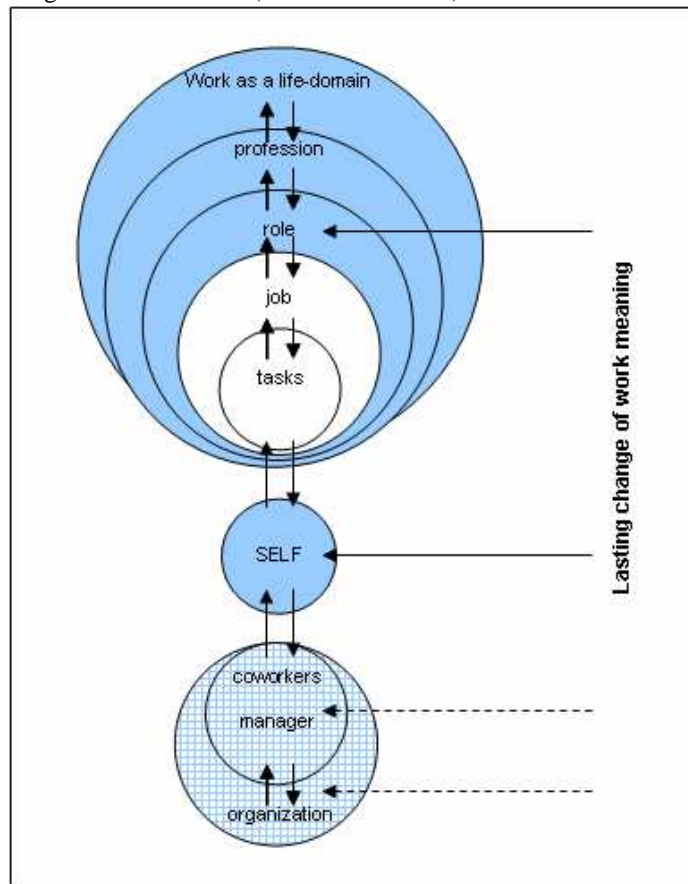 Work as a life-domain
profession
role
job
tasks
SELF
coworkers
manager
organization
Lasting change of work meaning